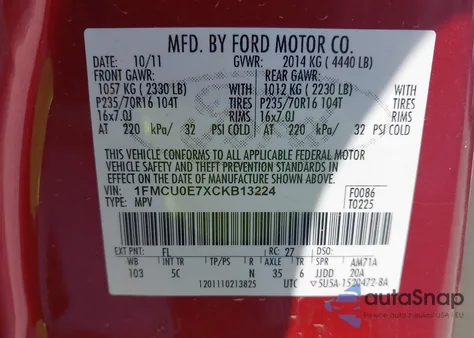 MFD. BY FORD MOTOR CO.
DATE: 10/11 GVWR: 2014 KG ( 4440 LB)
FRONT GAWR: REAR GAWR:
1057 KG ( 2330 LB) WITH 1012 KG ( 2230 LB)
P235/70R16 104T TIRES P235/70R16 104T
16x7.0J RIMS 16x7.0J
AT 220 kPa/ 32 PSI COLD RIMS AT 220 kPa/ 32 PSI COLD
THIS VEHICLE CONFORMS TO ALL APPLICABLE FEDERAL MOTOR
VEHICLE SAFETY AND THEFT PREVENTION STANDARDS IN
EFFECT ON THE DATE OF MANUFACTURE SHOWN ABOVE.
VIN: 1FMCU0E7XCKB13224 F0086
TYPE: MPV T0225
EXT PNT: FL RC: 27 DSO:
WB INT TR TP/PS R AXLE TR SPR AM71A
103 5C N 35 6 JJDD 20A
1201110213825 UTC 5U5A-1520472-BA
autoSnap